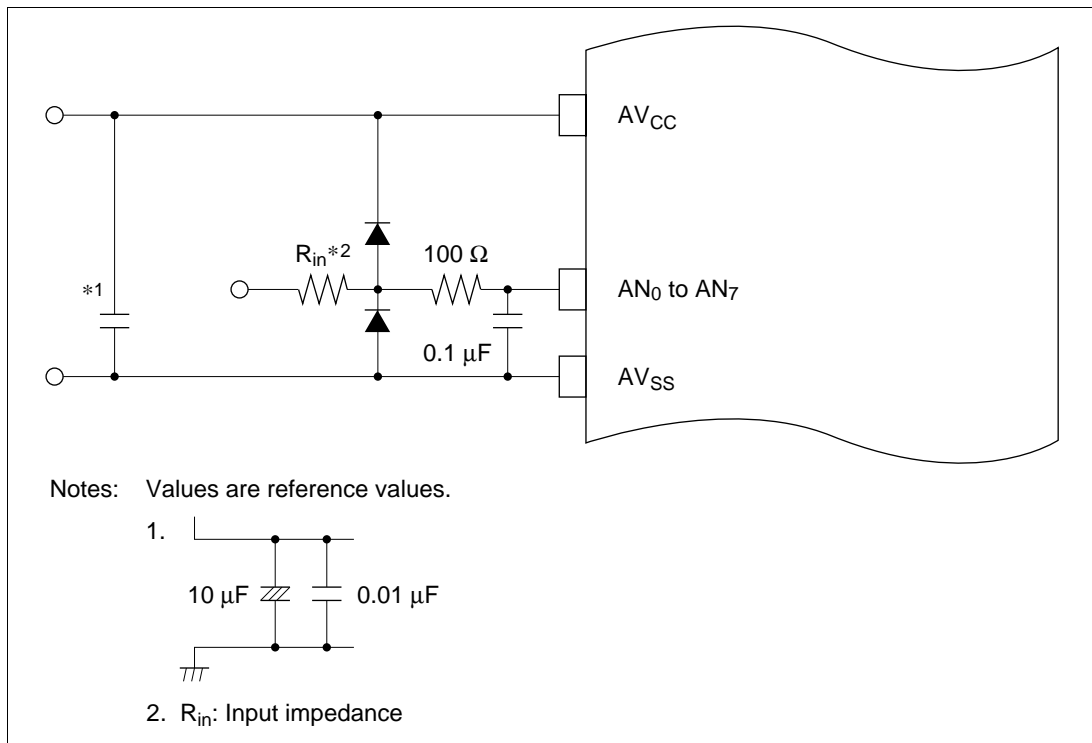 AVCC
Rin*2
100 Ω
*1
AN0 to AN7
0.1 μF
AVSS
Notes: Values are reference values.
1.
10 μF
0.01 μF
2. Rin: Input impedance